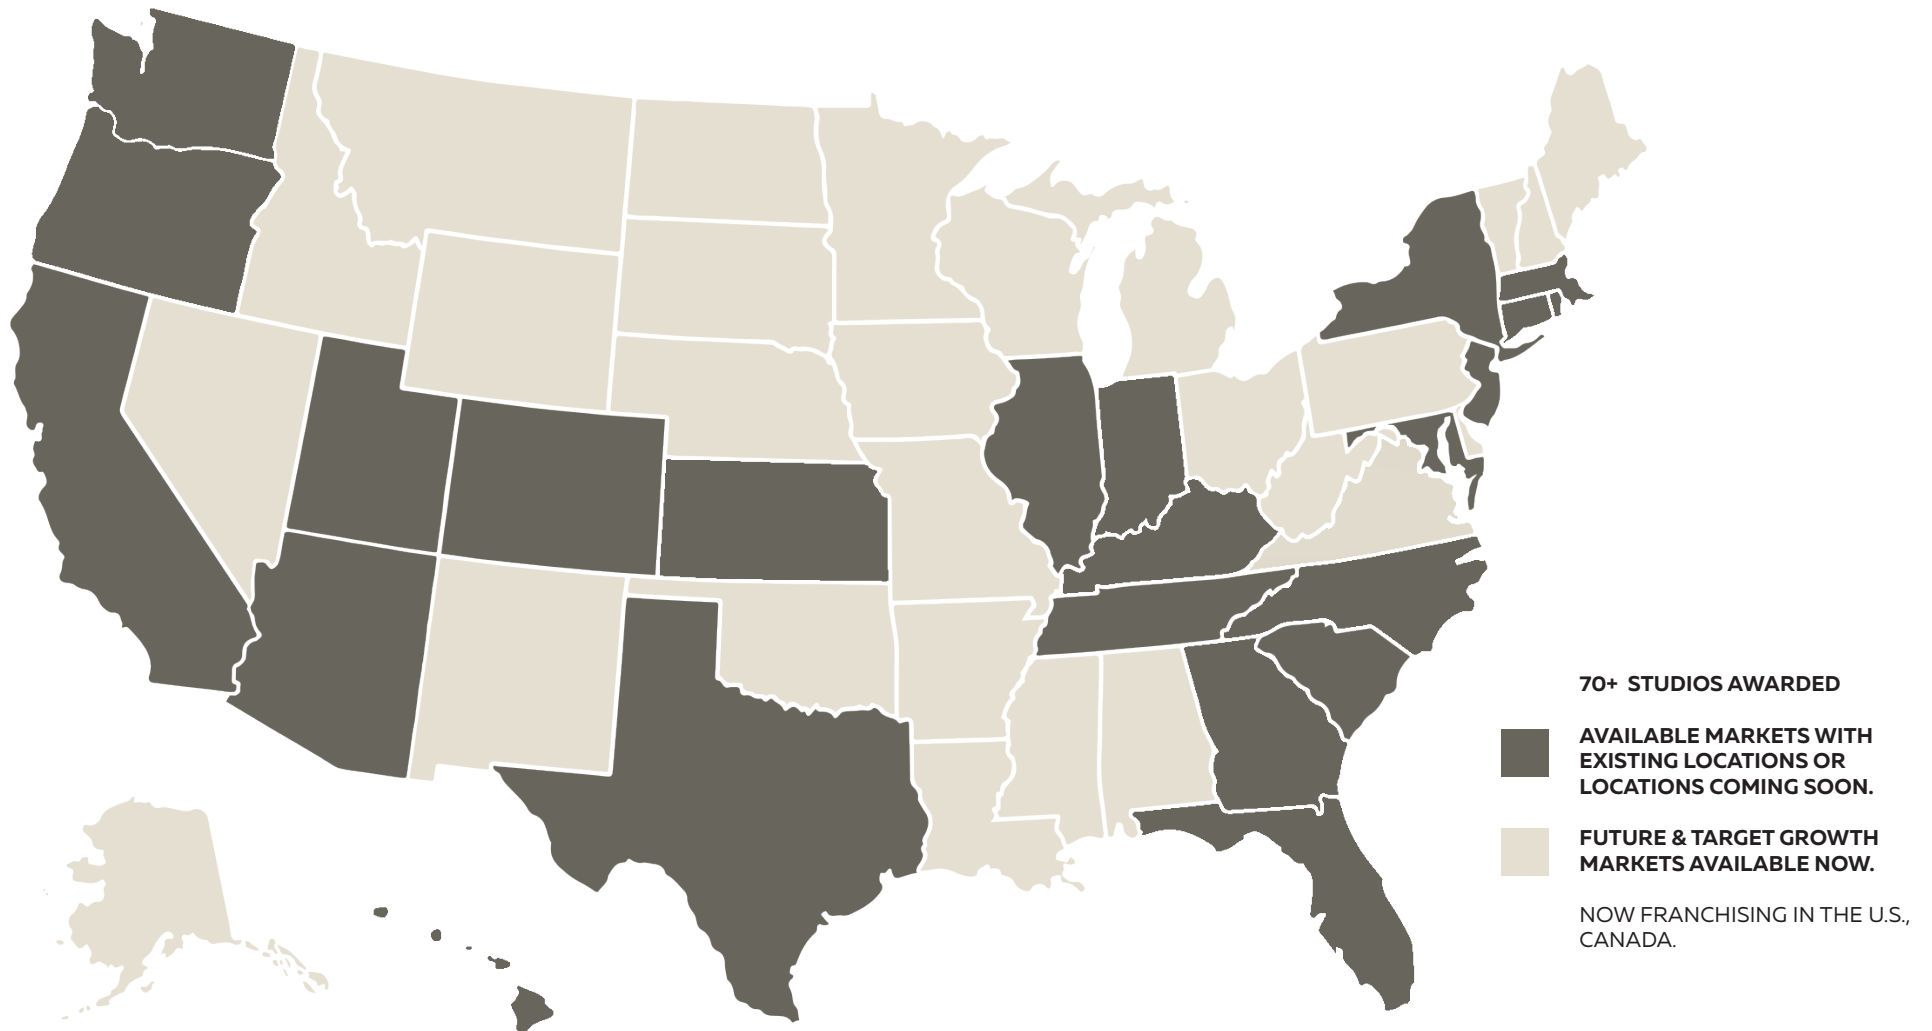 70+ STUDIOS AWARDED
AVAILABLE MARKETS WITH
EXISTING LOCATIONS OR
LOCATIONS COMING SOON.
FUTURE & TARGET GROWTH
MARKETS AVAILABLE NOW.
NOW FRANCHISING IN THE U.S.,
CANADA.